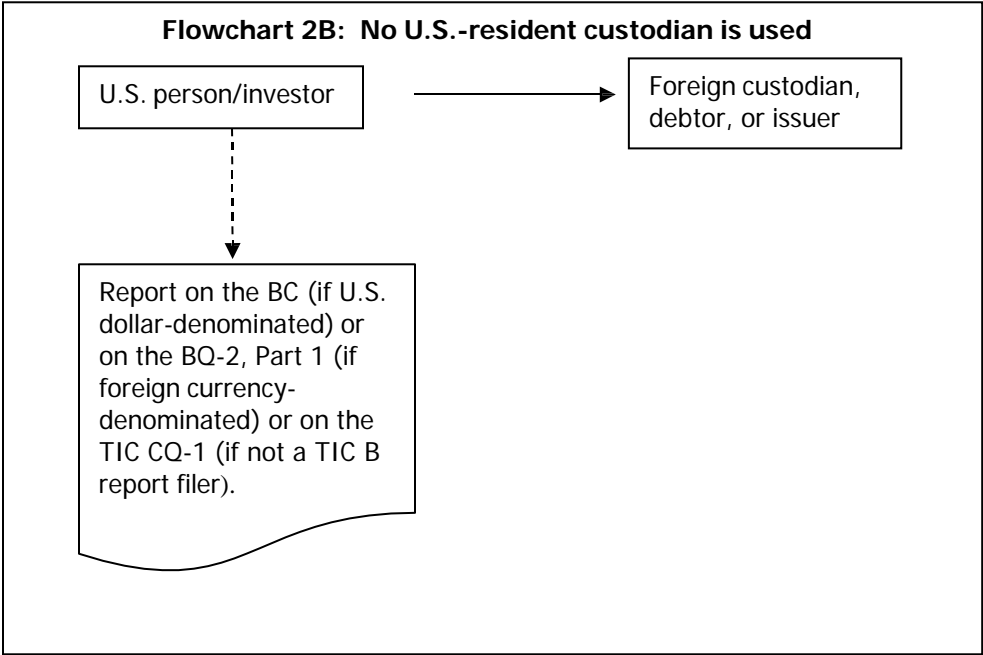 Flowchart 2B:  No U.S.-resident custodian is used
U.S. person/investor
Foreign custodian,
debtor, or issuer
Report on the BC (if U.S.
dollar-denominated) or
on the BQ-2, Part 1 (if
foreign currency-
denominated) or on the
TIC CQ-1 (if not a TIC B
report filer).